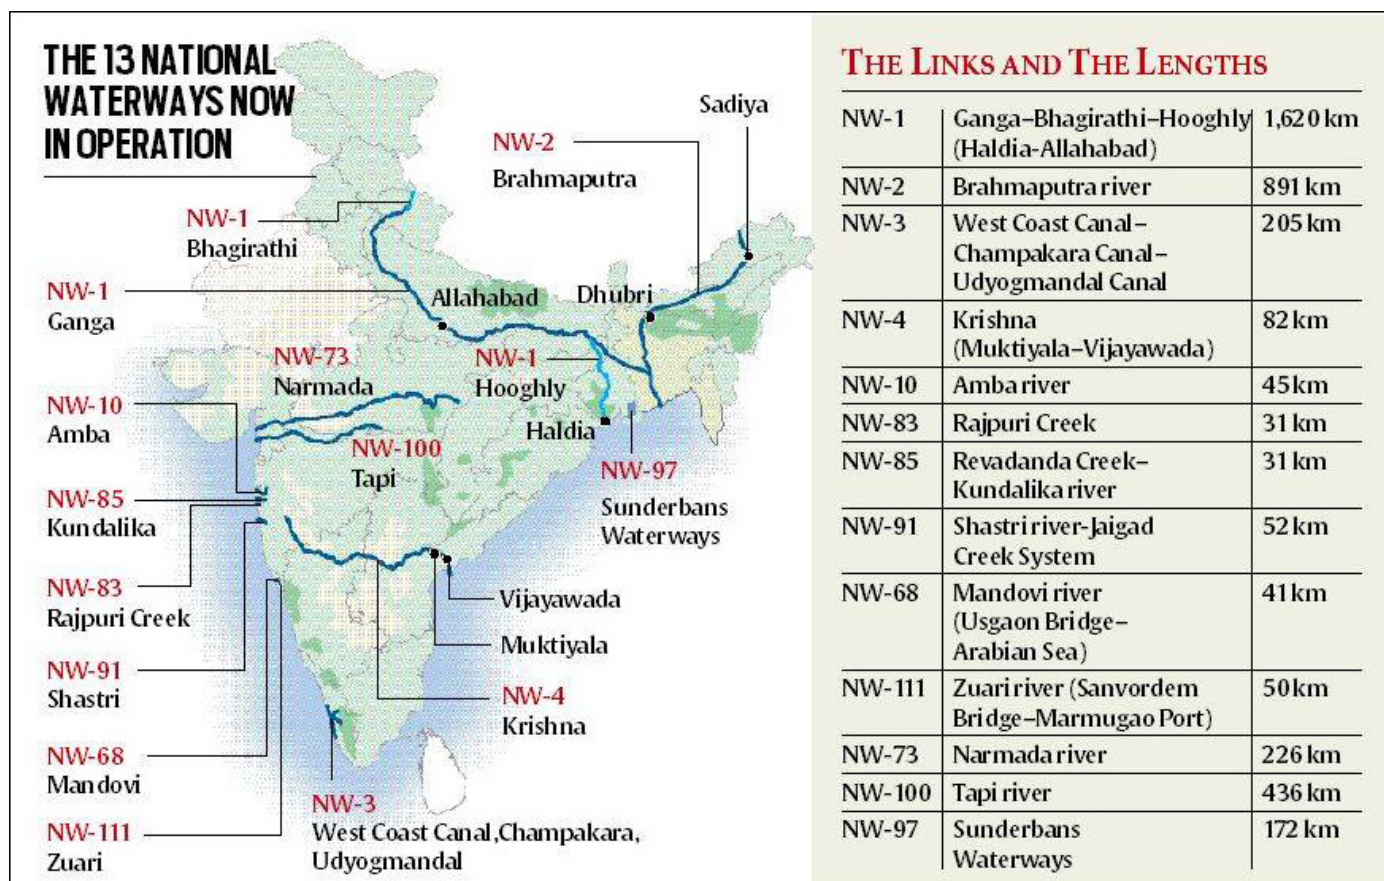 THE 13 NATIONAL
WATERWAYS NOW
IN OPERATION
Sadiya
NW-2
Brahmaputra
NW-1
Bhagirathi
NW-1
Ganga
Allahabad
Dhubri
NW-73
Narmada
NW-1
Hooghly
NW-10
Amba
Haldia
NW-100
Tapi
NW-97
Sunderbans
Waterways
NW-85
Kundalika
NW-83
Rajpuri Creek
Vijayawada
Muktiyala
NW-91
Shastri
NW-4
Krishna
NW-68
Mandovi
NW-3
West Coast Canal,Champakara,
Udyogmandal
NW-111
Zuari
THE LINKS AND THE LENGTHS
NW-1 Ganga–Bhagirathi–Hooghly 1,620 km
(Haldia-Allahabad)
NW-2 Brahmaputra river 891 km
NW-3 West Coast Canal– 205 km
Champakara Canal–
Udyogmandal Canal
NW-4 Krishna 82 km
(Muktiyala–Vijayawada)
NW-10 Amba river 45 km
NW-83 Rajpuri Creek 31 km
NW-85 Revadanda Creek– 31 km
Kundalika river
NW-91 Shastri river-Jaigad 52 km
Creek System
NW-68 Mandovi river 41 km
(Usgaon Bridge–
Arabian Sea)
NW-111 Zuari river (Sanvordem 50 km
Bridge–Marmugao Port)
NW-73 Narmada river 226 km
NW-100 Tapi river 436 km
NW-97 Sunderbans 172 km
Waterways